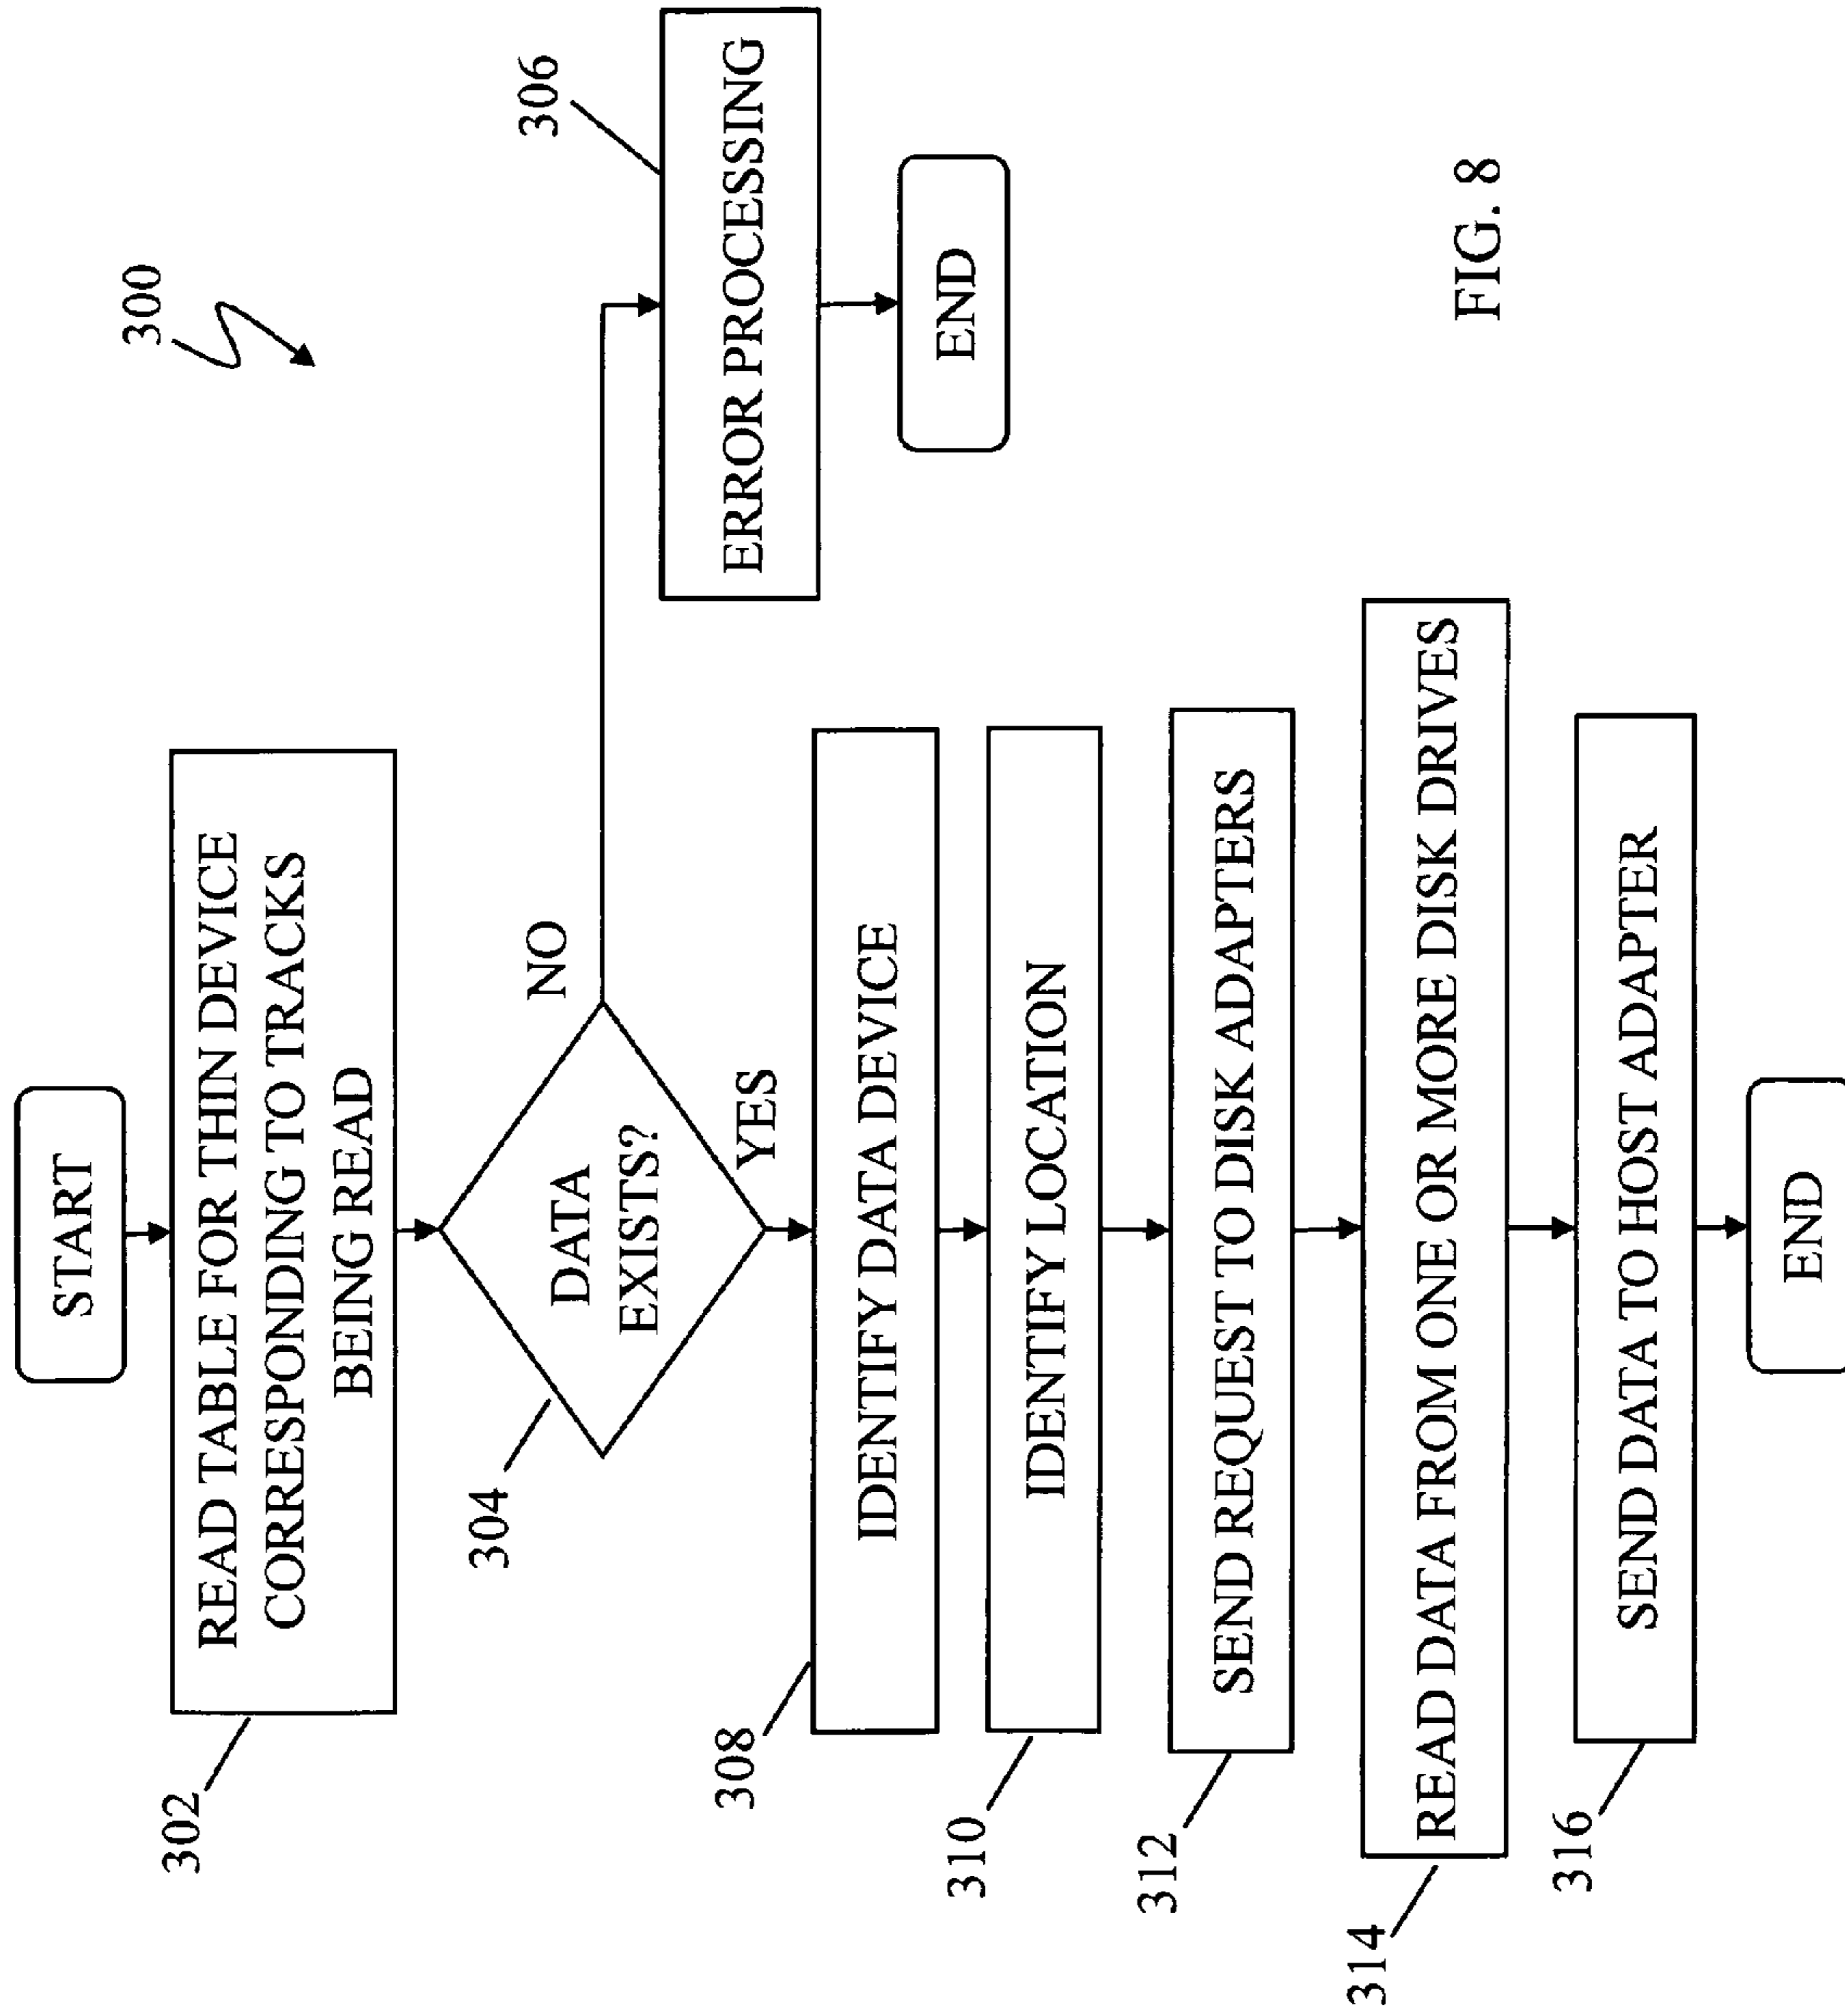 300
START
302
READ TABLE FOR THIN DEVICE
CORRESPONDING TO TRACKS
BEING READ
304
DATA
EXISTS?
NO
YES
306
ERROR PROCESSING
END
308
IDENTIFY DATA DEVICE
310
IDENTIFY LOCATION
312
SEND REQUEST TO DISK ADAPTERS
314
READ DATA FROM ONE OR MORE DISK DRIVES
316
SEND DATA TO HOST ADAPTER
END
FIG. 8